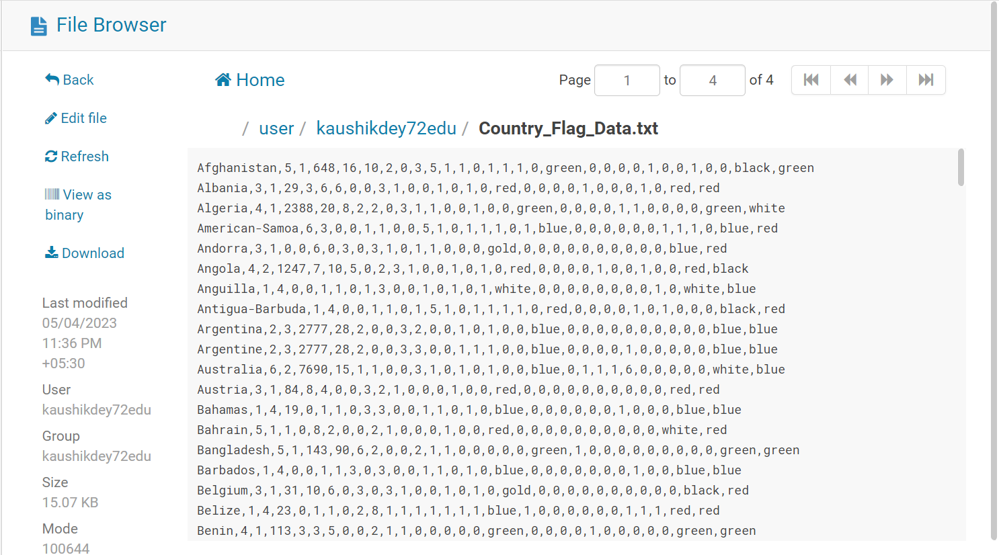 File Browser
Back
Home
Page 1 to 4 of 4
Edit file
/ user / kaushikdey72edu / Country_Flag_Data.txt
Refresh
View as
binary
Download
Last modified
05/04/2023
11:36 PM
+05:30
User
kaushikdey72edu
Group
kaushikdey72edu
Size
15.07 KB
Mode
100644
Afghanistan,5,1,648,16,10,2,0,3,5,1,1,0,1,1,1,0,green,0,0,0,0,1,0,0,1,0,0,black,green
Albania,3,1,29,3,6,6,0,0,3,1,0,0,1,0,1,0,red,0,0,0,0,1,0,0,0,1,0,red,red
Algeria,4,1,2388,20,8,2,2,0,3,1,1,0,0,1,0,0,green,0,0,0,0,1,1,0,0,0,0,green,white
American-Samoa,6,3,0,0,1,1,0,0,5,1,0,1,1,1,0,1,blue,0,0,0,0,0,0,1,1,1,0,blue,red
Andorra,3,1,0,0,6,0,3,0,3,1,0,1,1,0,0,0,gold,0,0,0,0,0,0,0,0,0,0,blue,red
Angola,4,2,1247,7,10,5,0,2,3,1,0,0,1,0,1,0,red,0,0,0,0,1,0,0,1,0,0,red,black
Anguilla,1,4,0,0,1,1,0,1,3,0,0,1,0,1,0,1,white,0,0,0,0,0,0,0,0,1,0,white,blue
Antigua-Barbuda,1,4,0,0,1,1,0,1,5,1,0,1,1,1,1,0,red,0,0,0,0,1,0,1,0,0,0,black,red
Argentina,2,3,2777,28,2,0,0,3,2,0,0,1,0,1,0,0,blue,0,0,0,0,0,0,0,0,0,0,blue,blue
Argentine,2,3,2777,28,2,0,0,3,3,0,0,1,1,1,0,0,blue,0,0,0,0,1,0,0,0,0,0,blue,blue
Australia,6,2,7690,15,1,1,0,0,3,1,0,1,0,1,0,0,blue,0,1,1,1,6,0,0,0,0,0,white,blue
Austria,3,1,84,8,4,0,0,3,2,1,0,0,0,1,0,0,red,0,0,0,0,0,0,0,0,0,0,red,red
Bahamas,1,4,19,0,1,1,0,3,3,0,0,1,1,0,1,0,blue,0,0,0,0,0,0,1,0,0,0,blue,blue
Bahrain,5,1,1,0,8,2,0,0,2,1,0,0,0,1,0,0,red,0,0,0,0,0,0,0,0,0,0,white,red
Bangladesh,5,1,143,90,6,2,0,0,2,1,1,0,0,0,0,0,green,1,0,0,0,0,0,0,0,0,0,green,green
Barbados,1,4,0,0,1,1,3,0,3,0,0,1,1,0,1,0,blue,0,0,0,0,0,0,0,1,0,0,blue,blue
Belgium,3,1,31,10,6,0,3,0,3,1,0,0,1,0,1,0,gold,0,0,0,0,0,0,0,0,0,0,black,red
Belize,1,4,23,0,1,1,0,2,8,1,1,1,1,1,1,1,blue,1,0,0,0,0,0,0,1,1,1,red,red
Benin,4,1,113,3,3,5,0,0,2,1,1,0,0,0,0,0,green,0,0,0,0,1,0,0,0,0,0,green,green